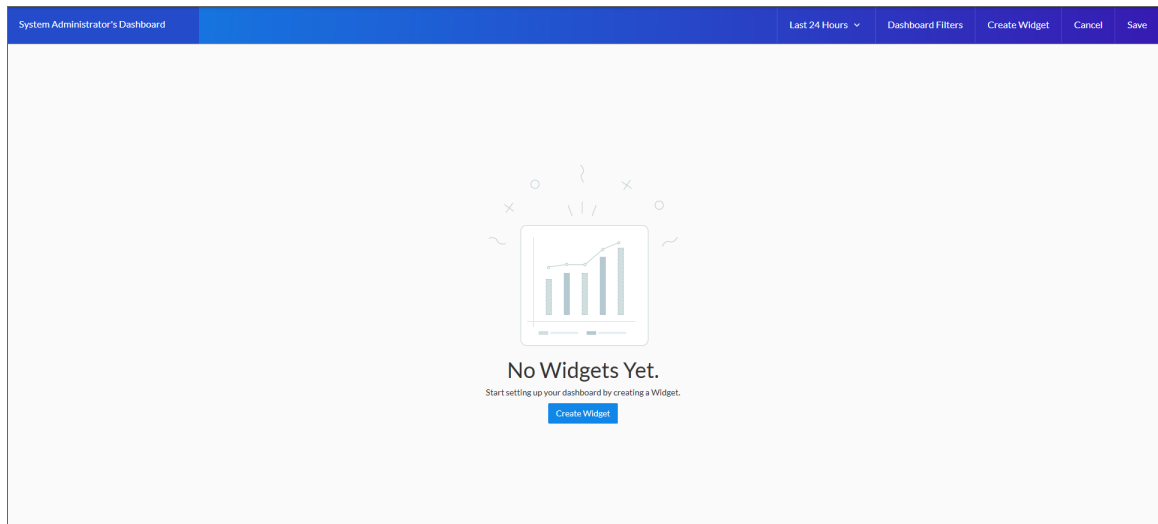 System Administrator's Dashboard
Last 24 Hours
Dashboard Filters
Create Widget
Cancel
Save
No Widgets Yet.
Start setting up your dashboard by creating a Widget.
Create Widget